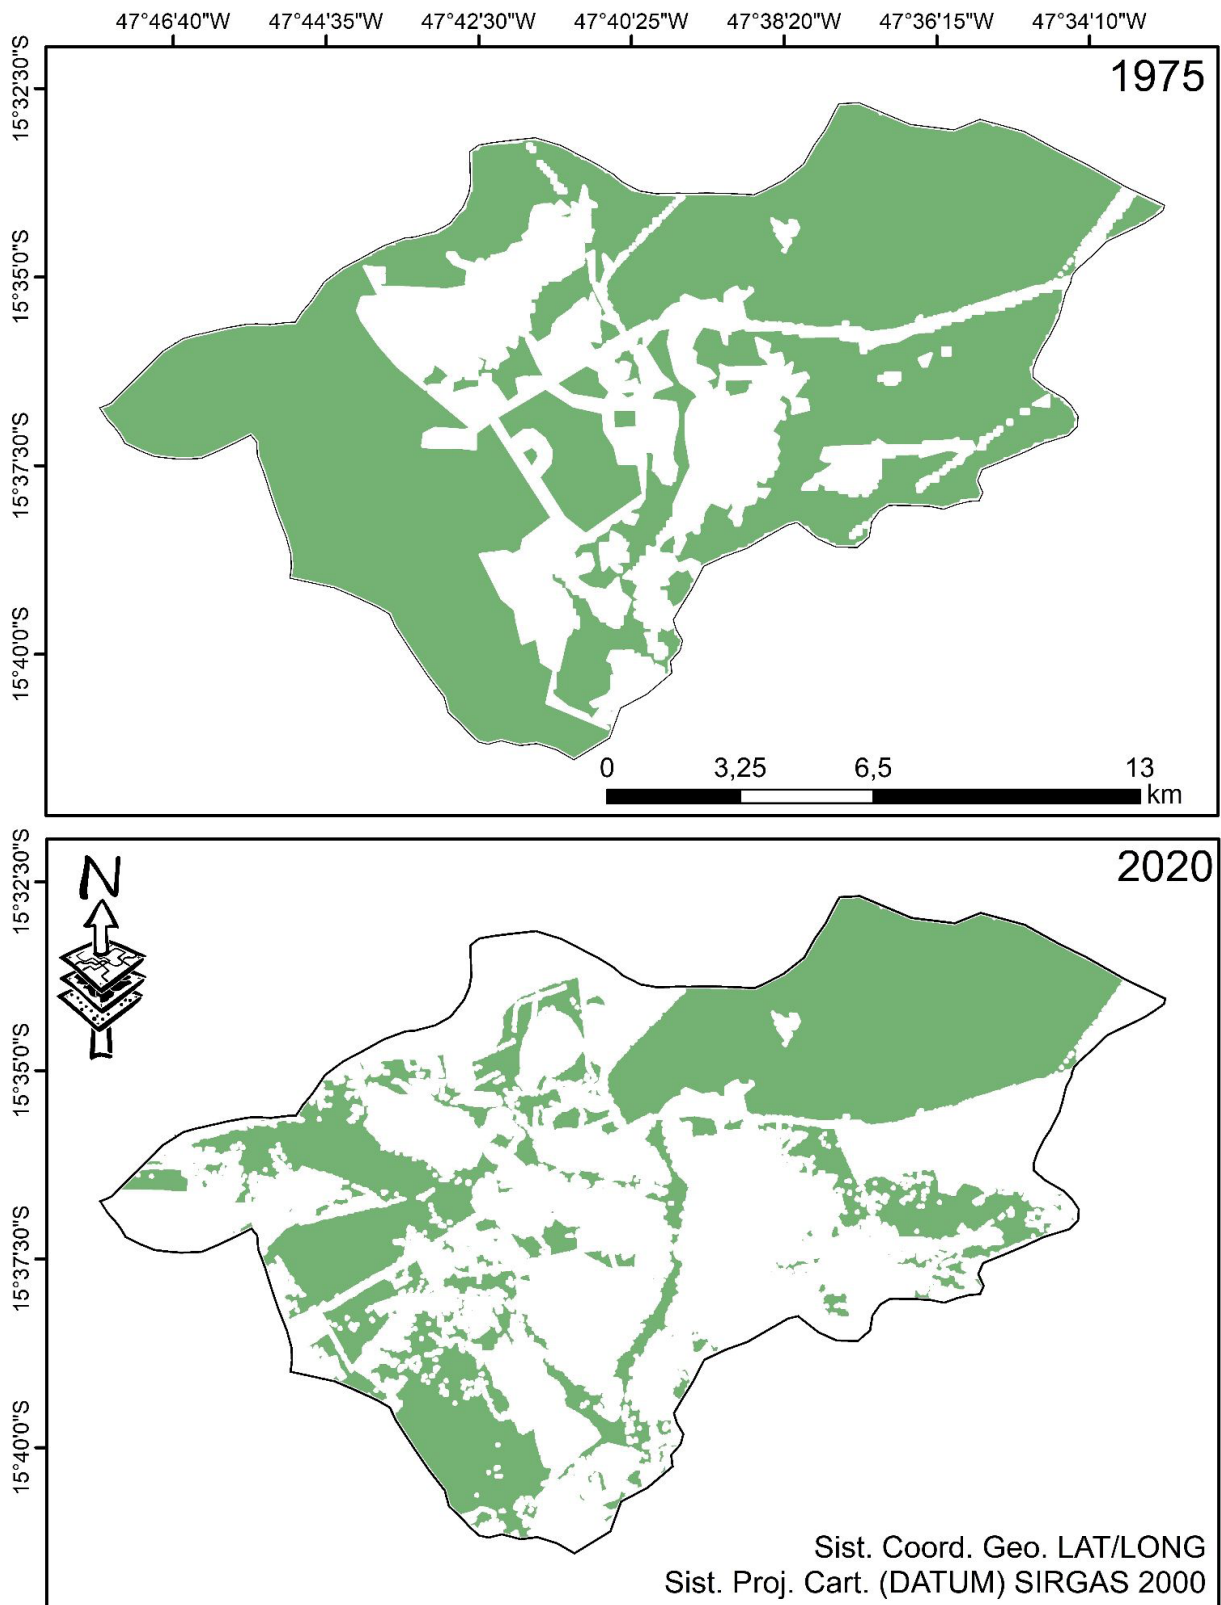 47°46'40"W 47°44'35"W 47°42'30"W 47°40'25"W 47°38'20"W 47°36'15"W 47°34'10"W
1975
15°32'30"S
15°35'0"S
15°37'30"S
15°40'0"S
0 3,25 6,5 13
km
2020
N
15°32'30"S
15°35'0"S
15°37'30"S
15°40'0"S
Sist. Coord. Geo. LAT/LONG
Sist. Proj. Cart. (DATUM) SIRGAS 2000